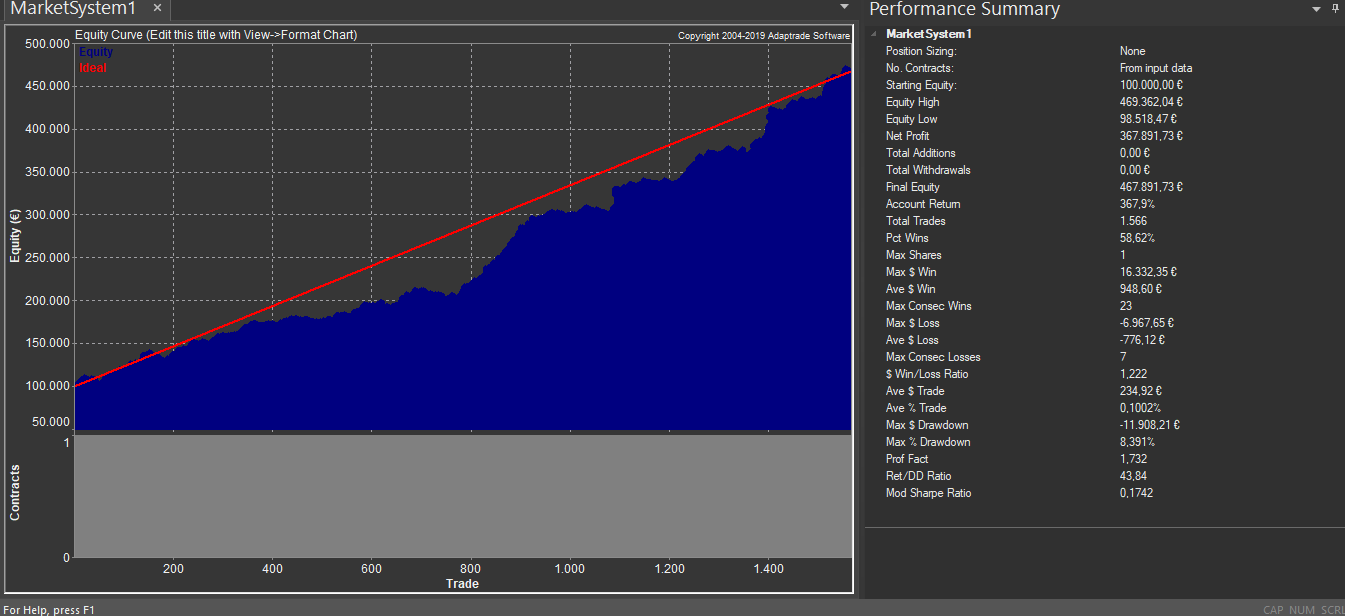 MarketSystem1 ×
Equity Curve (Edit this title with View->Format Chart)
Copyright 2004-2019 Adaptrade Software
Equity
Ideal
500.000
450.000
400.000
350.000
300.000
250.000
200.000
150.000
100.000
50.000
Equity (€)
1
0
Contracts
200 400 600 800 1.000 1.200 1.400
Trade
Performance Summary
MarketSystem1
Position Sizing: None
No. Contracts: From input data
Starting Equity: 100.000,00 €
Equity High 469.362,04 €
Equity Low 98.518,47 €
Net Profit 367.891,73 €
Total Additions 0,00 €
Total Withdrawals 0,00 €
Final Equity 467.891,73 €
Account Return 367,9%
Total Trades 1.566
Pct Wins 58,62%
Max Shares 1
Max $ Win 16.332,35 €
Ave $ Win 948,60 €
Max Consec Wins 23
Max $ Loss -6.967,65 €
Ave $ Loss -776,12 €
Max Consec Losses 7
$ Win/Loss Ratio 1,222
Ave $ Trade 234,92 €
Ave % Trade 0,1002%
Max $ Drawdown -11.908,21 €
Max % Drawdown 8,391%
Prof Fact 1,732
Ret/DD Ratio 43,84
Mod Sharpe Ratio 0,1742
For Help, press F1
CAP NUM SCRL